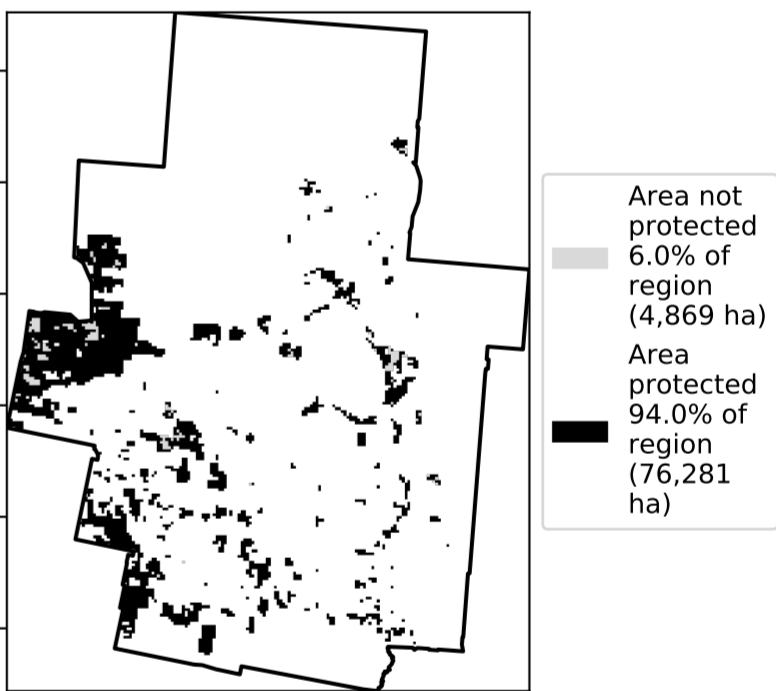 Area not
protected
6.0% of
region
(4,869 ha)
Area
protected
94.0% of
region
(76,281
ha)